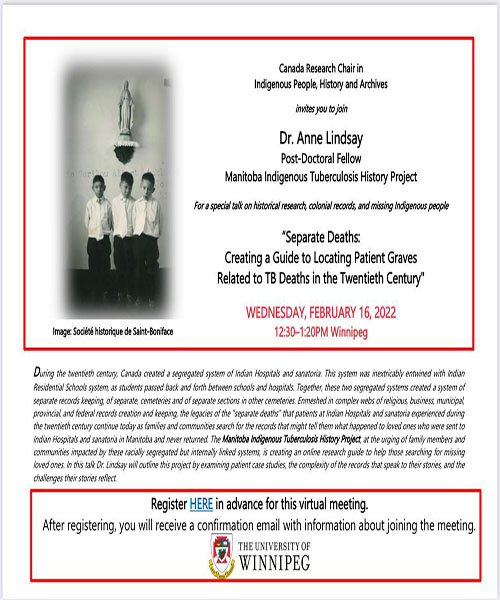 Canada Research Chair in
Indigenous People, History and Archives
invites you to join
Dr. Anne Lindsay
Post-Doctoral Fellow
Manitoba Indigenous Tuberculosis History Project
For a special talk on historical research, colonial records, and missing Indigenous people
"Separate Deaths:
Creating a Guide to Locating Patient Graves
Related to TB Deaths in the Twentieth Century"
WEDNESDAY, FEBRUARY 16, 2022
12:30–1:20PM Winnipeg
Image: Société historique de Saint-Boniface
During the twentieth century, Canada created a segregated system of Indian Hospitals and sanatoria. This system was inextricably entwined with Indian
Residential Schools system, as students passed back and forth between schools and hospitals. Together, these two segregated systems created a system of
separate records keeping, of separate, cemeteries and of separate sections in other cemeteries. Enmeshed in complex webs of religious, business, municipal,
provincial, and federal records creation and keeping, the legacies of the "separate deaths" that patients at Indian Hospitals and sanatoria experienced during
the twentieth century continue today as families and communities search for the records that might tell them what happened to loved ones who were sent to
Indian Hospitals and sanatoria in Manitoba and never returned. The Manitoba Indigenous Tuberculosis History Project, at the urging of family members and
communities impacted by these racially segregated but internally linked systems, is creating an online research guide to help those searching for missing
loved ones. In this talk Dr. Lindsay will outline this project by examining patient case studies, the complexity of the records that speak to their stories, and the
challenges their stories reflect.
Register HERE in advance for this virtual meeting.
After registering, you will receive a confirmation email with information about joining the meeting.
THE UNIVERSITY OF
WINNIPEG